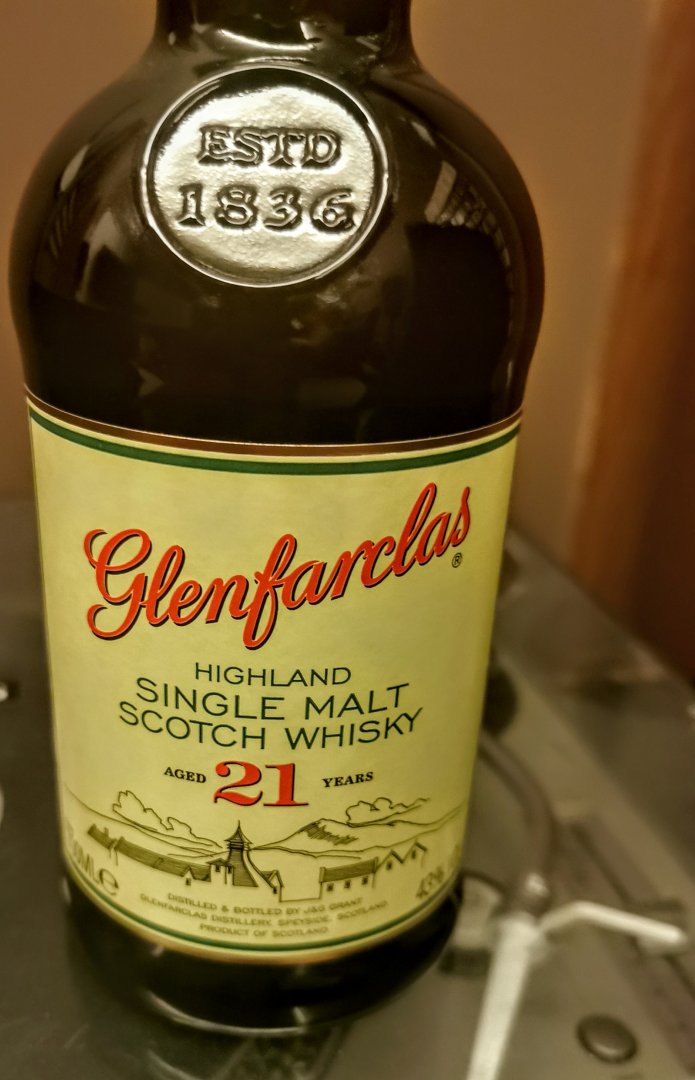 ESTD
1836
Glenfarclas®
HIGHLAND
SINGLE MALT
SCOTCH WHISKY
AGED 21 YEARS
43%
DISTILLED & BOTTLED BY J&G GRANT
GLENFARCLAS DISTILLERY, SPEYSIDE, SCOTLAND.
PRODUCT OF SCOTLAND.